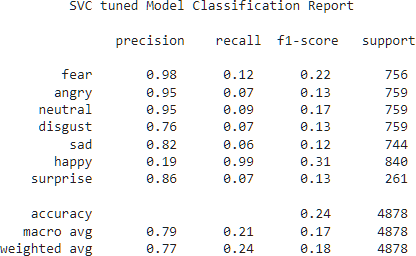 SVC tuned Model Classification Report
precision recall f1-score support
fear 0.98 0.12 0.22 756
angry 0.95 0.07 0.13 759
neutral 0.95 0.09 0.17 759
disgust 0.76 0.07 0.13 759
sad 0.82 0.06 0.12 744
happy 0.19 0.99 0.31 840
surprise 0.86 0.07 0.13 261
accuracy 0.24 4878
macro avg 0.79 0.21 0.17 4878
weighted avg 0.77 0.24 0.18 4878